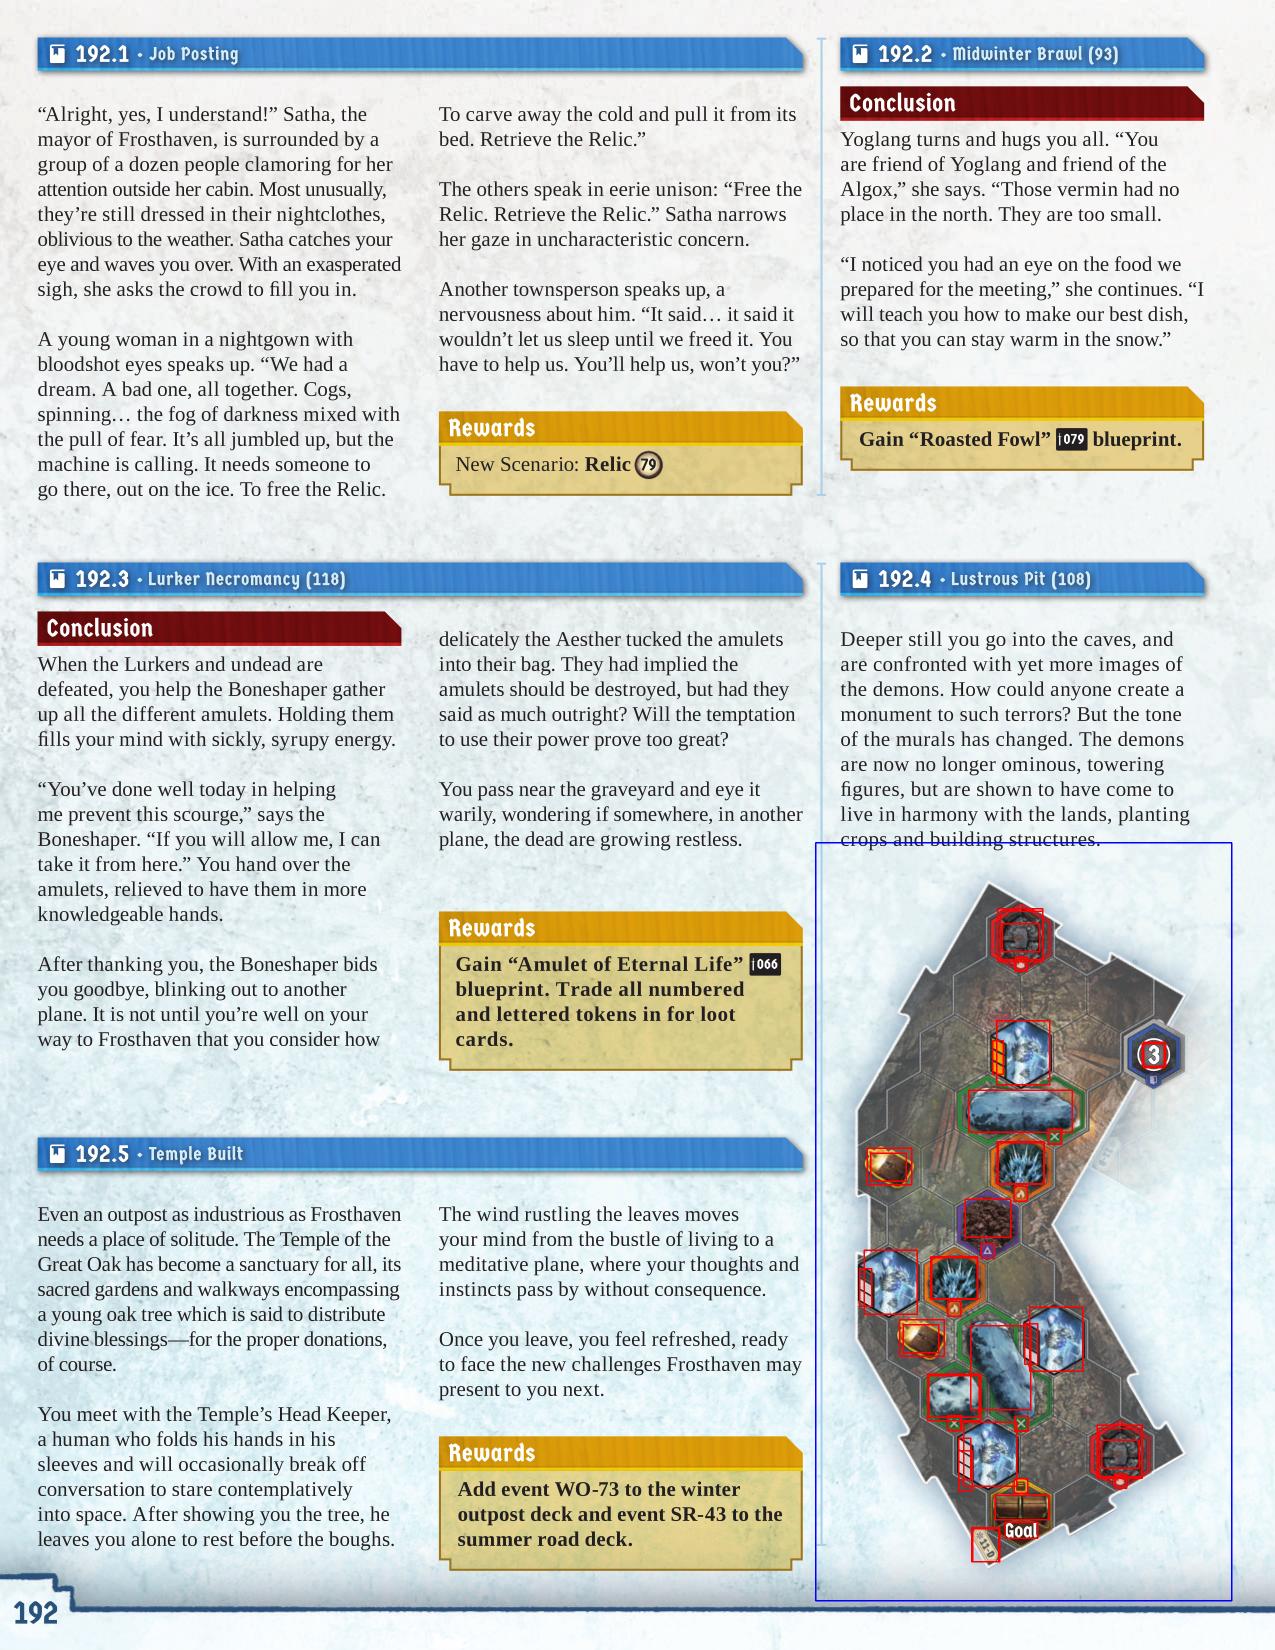 192.1 • Job Posting
“Alright, yes, I understand!” Satha, the
mayor of Frosthaven, is surrounded by a
group of a dozen people clamoring for her
attention outside her cabin. Most unusually,
they’re still dressed in their nightclothes,
oblivious to the weather. Satha catches your
eye and waves you over. With an exasperated
sigh, she asks the crowd to fill you in.
A young woman in a nightgown with
bloodshot eyes speaks up. “We had a
dream. A bad one, all together. Cogs,
spinning… the fog of darkness mixed with
the pull of fear. It’s all jumbled up, but the
machine is calling. It needs someone to
go there, out on the ice. To free the Relic.
To carve away the cold and pull it from its
bed. Retrieve the Relic.”
The others speak in eerie unison: “Free the
Relic. Retrieve the Relic.” Satha narrows
her gaze in uncharacteristic concern.
Another townsperson speaks up, a
nervousness about him. “It said… it said it
wouldn’t let us sleep until we freed it. You
have to help us. You’ll help us, won’t you?”
Rewards
New Scenario: Relic 79
192.2 • Midwinter Brawl (93)
Conclusion
Yoglang turns and hugs you all. “You
are friend of Yoglang and friend of the
Algox,” she says. “Those vermin had no
place in the north. They are too small.
“I noticed you had an eye on the food we
prepared for the meeting,” she continues. “I
will teach you how to make our best dish,
so that you can stay warm in the snow.”
Rewards
Gain “Roasted Fowl” 079 blueprint.
192.3 • Lurker Necromancy (118)
Conclusion
When the Lurkers and undead are
defeated, you help the Boneshaper gather
up all the different amulets. Holding them
fills your mind with sickly, syrupy energy.
“You’ve done well today in helping
me prevent this scourge,” says the
Boneshaper. “If you will allow me, I can
take it from here.” You hand over the
amulets, relieved to have them in more
knowledgeable hands.
After thanking you, the Boneshaper bids
you goodbye, blinking out to another
plane. It is not until you’re well on your
way to Frosthaven that you consider how
delicately the Aesther tucked the amulets
into their bag. They had implied the
amulets should be destroyed, but had they
said as much outright? Will the temptation
to use their power prove too great?
You pass near the graveyard and eye it
warily, wondering if somewhere, in another
plane, the dead are growing restless.
Rewards
Gain “Amulet of Eternal Life” 066
blueprint. Trade all numbered
and lettered tokens in for loot
cards.
192.4 • Lustrous Pit (108)
Deeper still you go into the caves, and
are confronted with yet more images of
the demons. How could anyone create a
monument to such terrors? But the tone
of the murals has changed. The demons
are now no longer ominous, towering
figures, but are shown to have come to
live in harmony with the lands, planting
crops and building structures.
3
Goal
11-D
192.5 • Temple Built
Even an outpost as industrious as Frosthaven
needs a place of solitude. The Temple of the
Great Oak has become a sanctuary for all, its
sacred gardens and walkways encompassing
a young oak tree which is said to distribute
divine blessings—for the proper donations,
of course.
You meet with the Temple’s Head Keeper,
a human who folds his hands in his
sleeves and will occasionally break off
conversation to stare contemplatively
into space. After showing you the tree, he
leaves you alone to rest before the boughs.
The wind rustling the leaves moves
your mind from the bustle of living to a
meditative plane, where your thoughts and
instincts pass by without consequence.
Once you leave, you feel refreshed, ready
to face the new challenges Frosthaven may
present to you next.
Rewards
Add event WO-73 to the winter
outpost deck and event SR-43 to the
summer road deck.
192